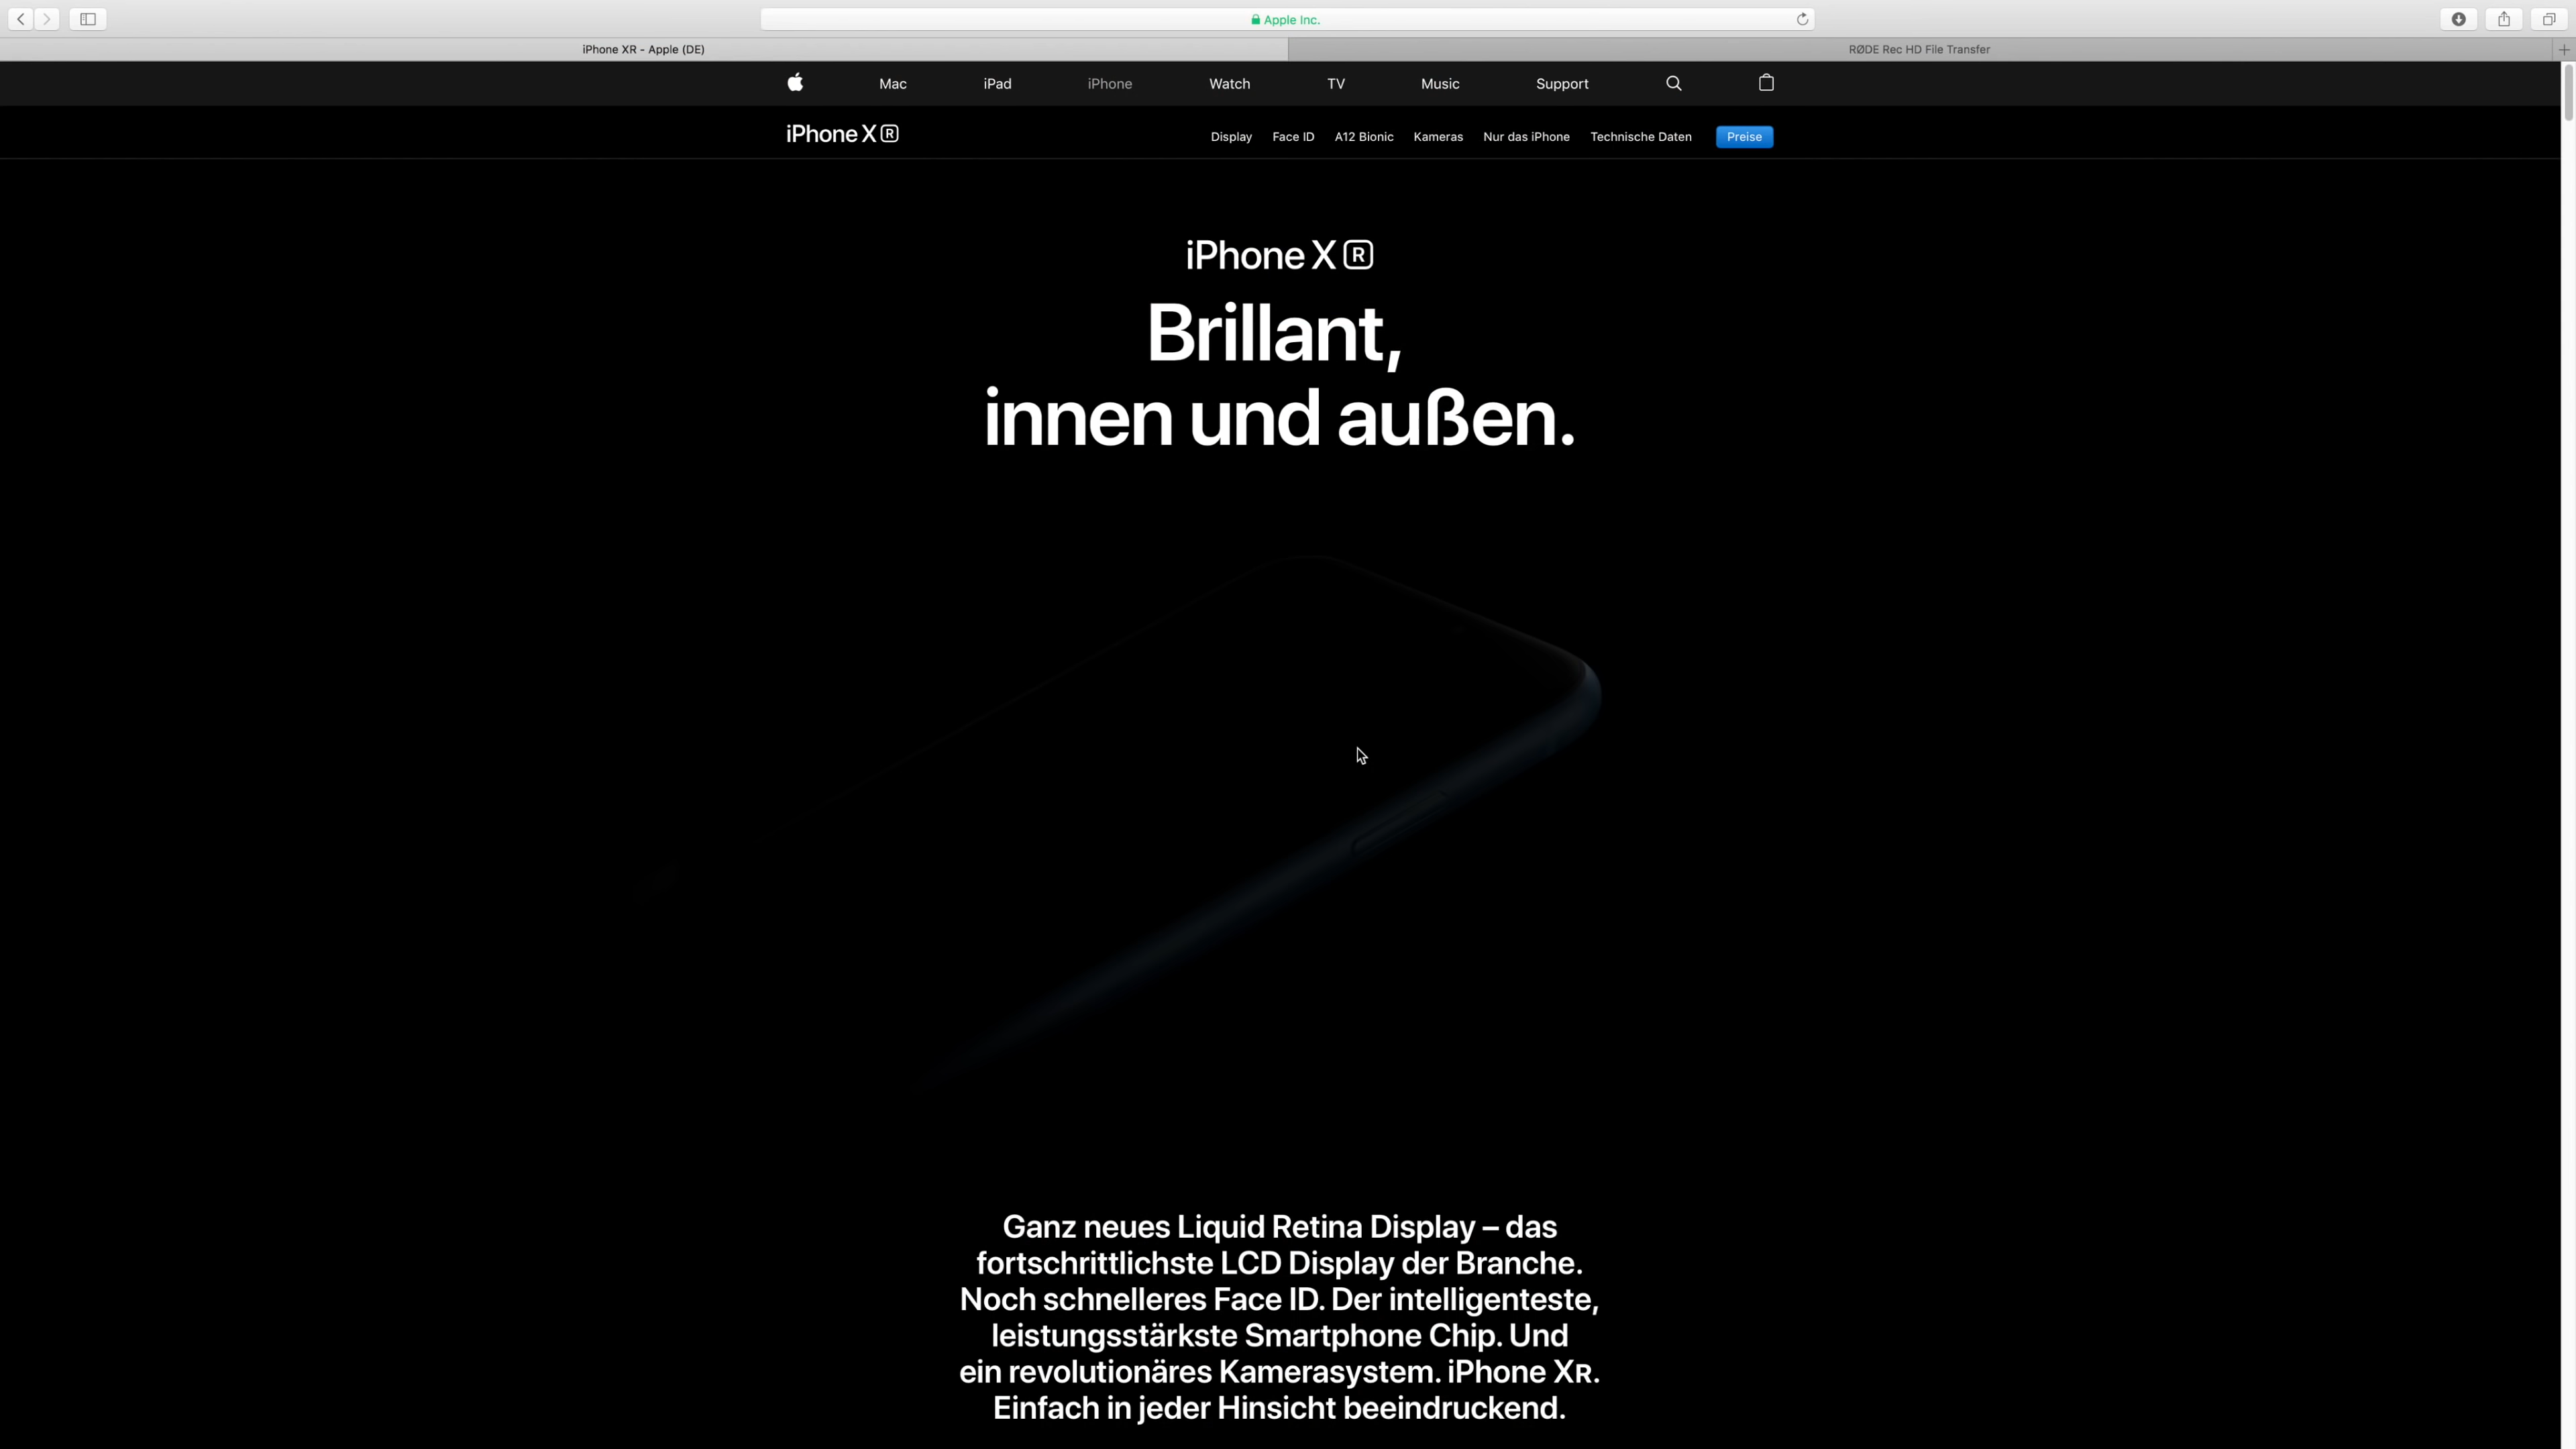 Apple Inc.
iPhone XR - Apple (DE)
RØDE Rec HD File Transfer
Mac iPad iPhone Watch TV Music Support
iPhone XR
Display Face ID A12 Bionic Kameras Nur das iPhone Technische Daten Preise
iPhone XR
Brillant,
innen und außen.
Ganz neues Liquid Retina Display – das
fortschrittlichste LCD Display der Branche.
Noch schnelleres Face ID. Der intelligenteste,
leistungsstärkste Smartphone Chip. Und
ein revolutionäres Kamerasystem. iPhone XR.
Einfach in jeder Hinsicht beeindruckend.